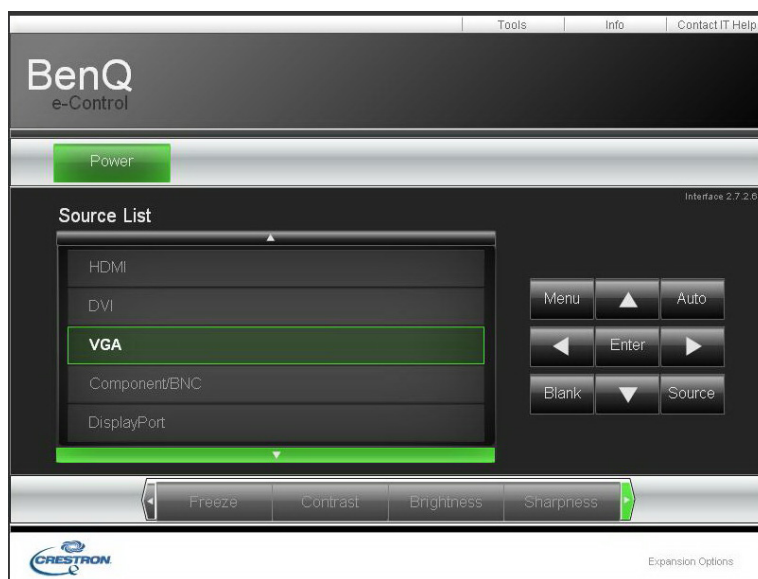 Tools Info Contact IT Help
BenQ
e-Control
Power
Interface 2.7.2.6
Source List
HDMI
DVI
VGA
Component/BNC
DisplayPort
Menu Auto
Enter
Blank Source
Freeze Contrast Brightness Sharpness
CRESTRON
Expansion Options